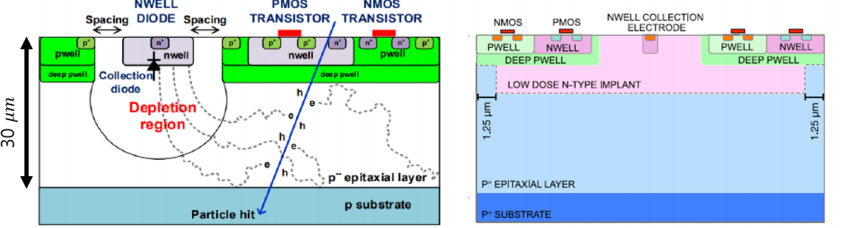 NWELL
DIODE
PMOS
TRANSISTOR
NMOS
TRANSISTOR
Spacing
Spacing
pwell
n+
nwell
p+
p+
p+
n+
nwell
n+
n+
p+
pwell
deep pwell
deep pwell
Collection
diode
Depletion
region
h
e
e
h
h
e
e
h
30 μm
p-- epitaxial layer
p substrate
Particle hit
NMOS
PMOS
NWELL COLLECTION
ELECTRODE
PWELL
NWELL
PWELL
NWELL
DEEP PWELL
DEEP PWELL
LOW DOSE N-TYPE IMPLANT
1.25 μm
1.25 μm
P- EPITAXIAL LAYER
P+ SUBSTRATE